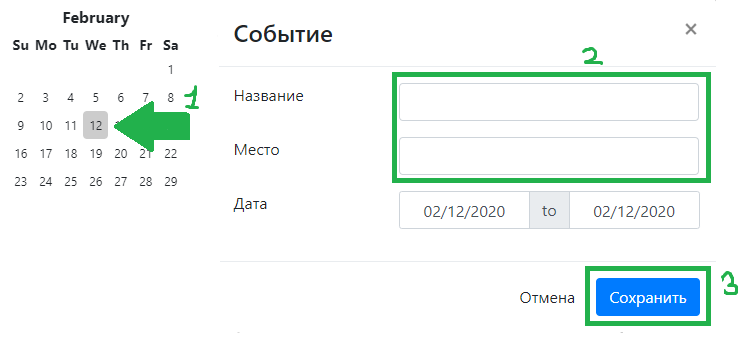 February
Su Mo Tu We Th Fr Sa
1
2 3 4 5 6 7 8
9 10 11 12
16 17 18 19 20 21 22
23 24 25 26 27 28 29
1
Событие
×
2
Название
Место
Дата
02/12/2020 to 02/12/2020
Отмена
Сохранить
3